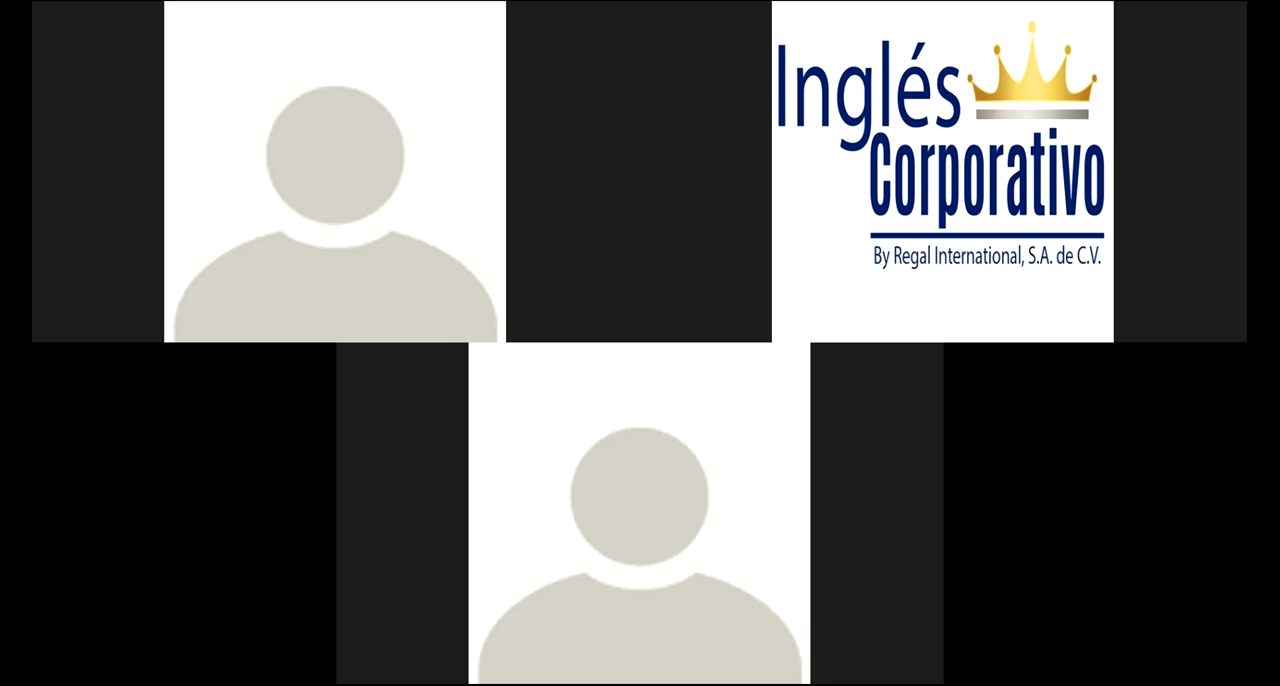 Inglés
Corporativo
By Regal International, S.A. de C.V.